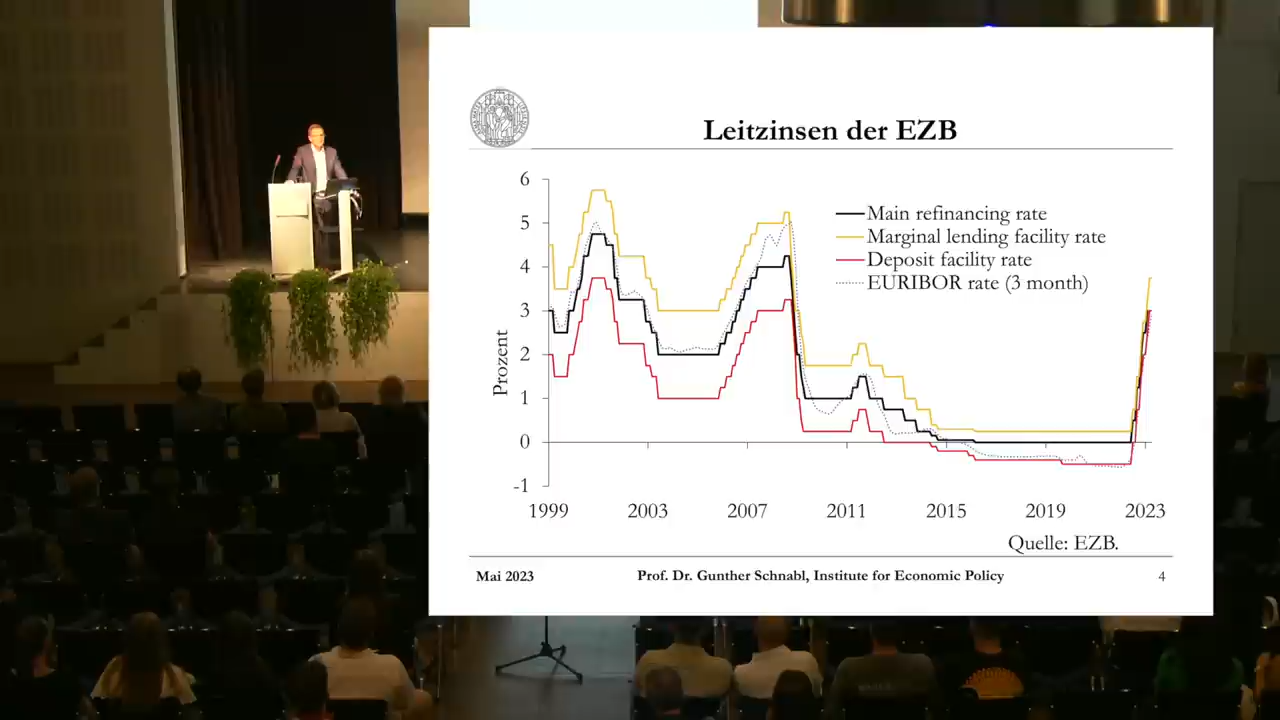 Leitzinsen der EZB
6
5
4
3
2
1
0
-1
Prozent
Main refinancing rate
Marginal lending facility rate
Deposit facility rate
EURIBOR rate (3 month)
1999 2003 2007 2011 2015 2019 2023
Quelle: EZB.
Mai 2023 Prof. Dr. Gunther Schnabl, Institute for Economic Policy 4